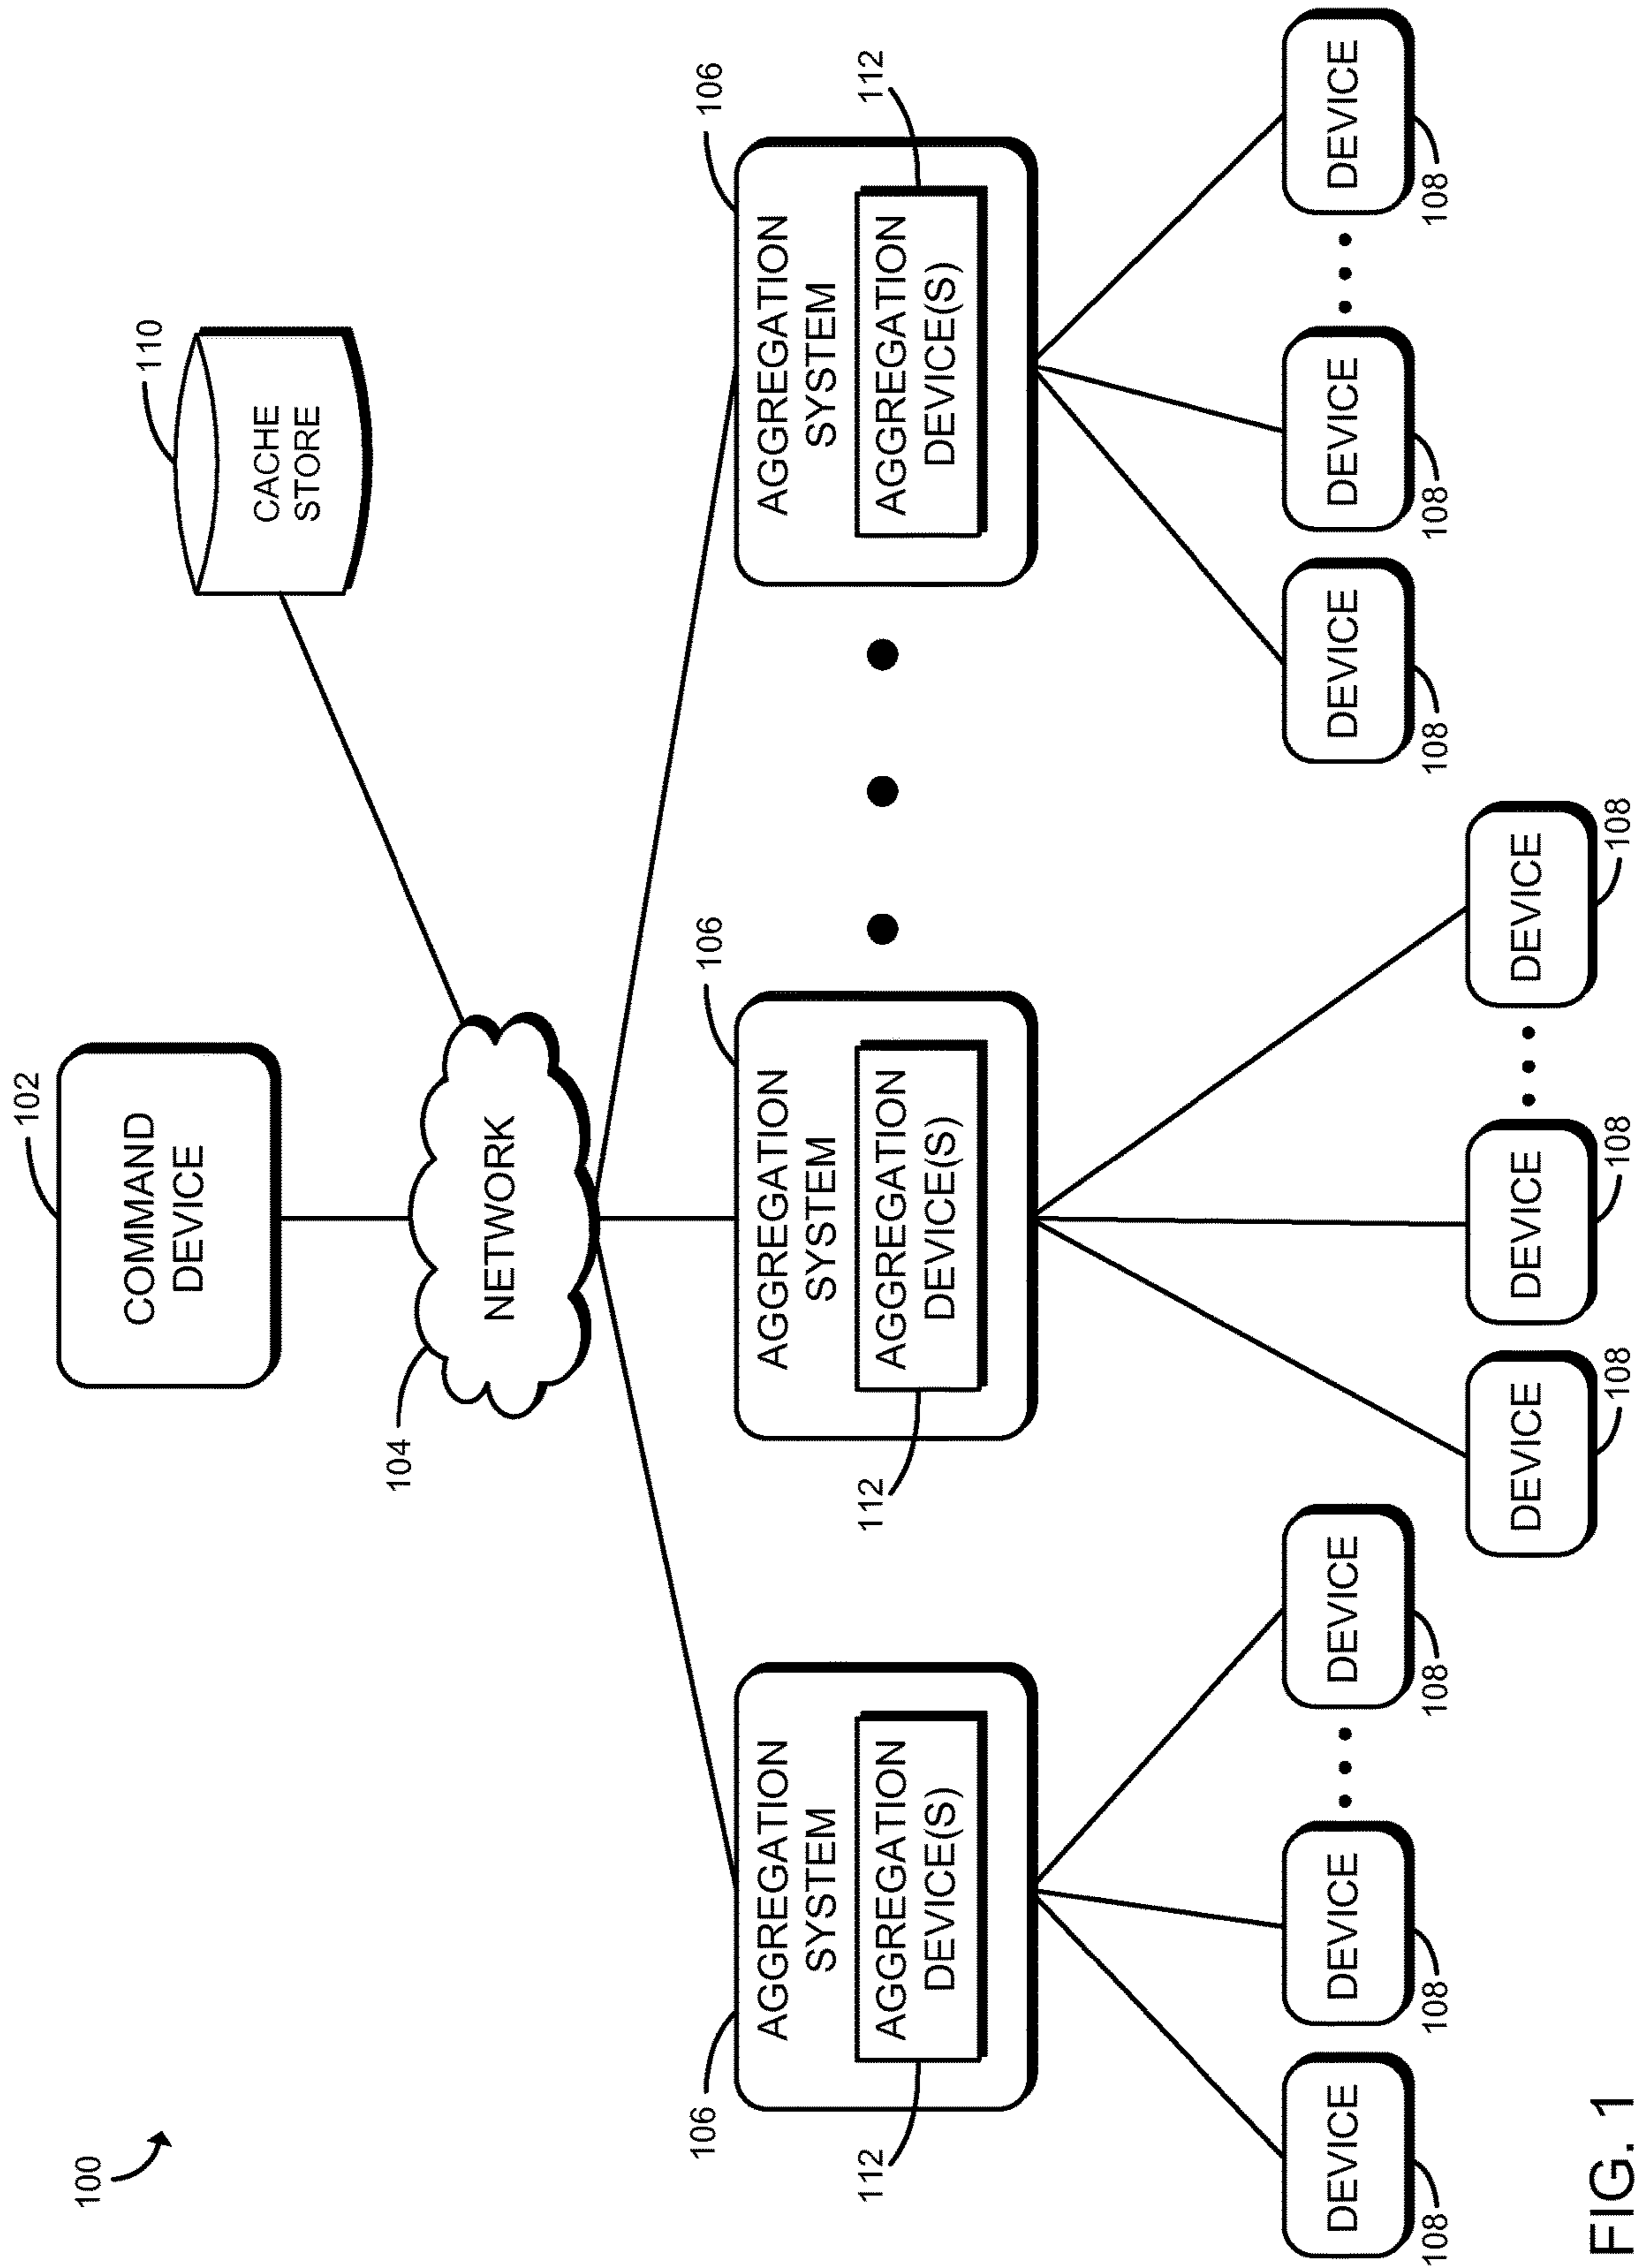 100
102
COMMAND
DEVICE
110
CACHE
STORE
104
NETWORK
106
AGGREGATION
SYSTEM
112
AGGREGATION
DEVICE(S)
106
AGGREGATION
SYSTEM
112
AGGREGATION
DEVICE(S)
106
AGGREGATION
SYSTEM
112
AGGREGATION
DEVICE(S)
DEVICE
108
DEVICE
108
DEVICE
108
DEVICE
108
DEVICE
108
DEVICE
108
DEVICE
108
DEVICE
108
DEVICE
108
FIG. 1